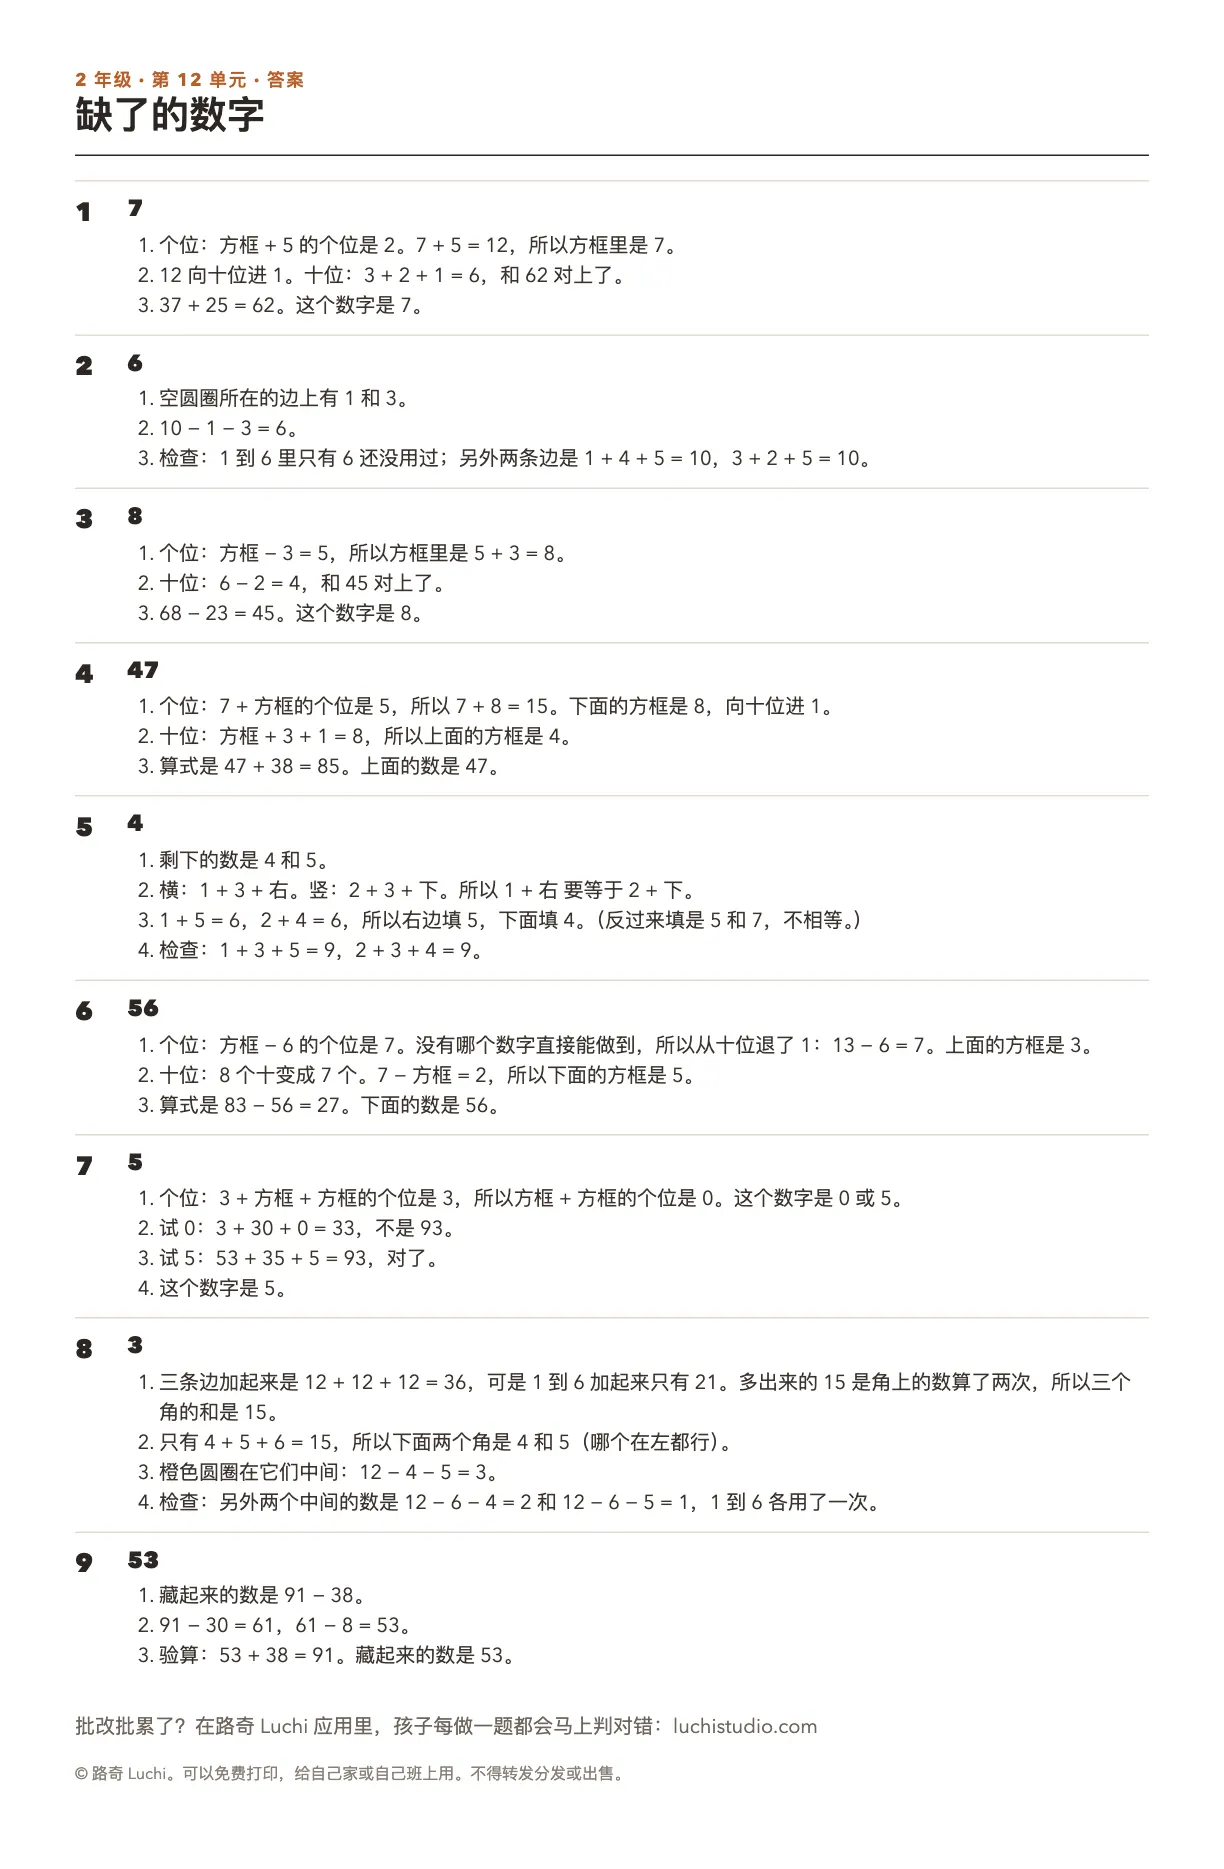 2 年级 · 第 12 单元 · 答案
缺了的数字
1
7
1. 个位：方框 + 5 的个位是 2。7 + 5 = 12，所以方框里是 7。
2. 12 向十位进 1。十位：3 + 2 + 1 = 6，和 62 对上了。
3. 37 + 25 = 62。这个数字是 7。
2
6
1. 空圆圈所在的边上有 1 和 3。
2. 10 − 1 − 3 = 6。
3. 检查：1 到 6 里只有 6 还没用过；另外两条边是 1 + 4 + 5 = 10，3 + 2 + 5 = 10。
3
8
1. 个位：方框 − 3 = 5，所以方框里是 5 + 3 = 8。
2. 十位：6 − 2 = 4，和 45 对上了。
3. 68 − 23 = 45。这个数字是 8。
4
47
1. 个位：7 + 方框的个位是 5，所以 7 + 8 = 15。下面的方框是 8，向十位进 1。
2. 十位：方框 + 3 + 1 = 8，所以上面的方框是 4。
3. 算式是 47 + 38 = 85。上面的数是 47。
5
4
1. 剩下的数是 4 和 5。
2. 横：1 + 3 + 右。竖：2 + 3 + 下。所以 1 + 右 要等于 2 + 下。
3. 1 + 5 = 6，2 + 4 = 6，所以右边填 5，下面填 4。（反过来填是 5 和 7，不相等。）
4. 检查：1 + 3 + 5 = 9，2 + 3 + 4 = 9。
6
56
1. 个位：方框 − 6 的个位是 7。没有哪个数字直接能做到，所以从十位退了 1：13 − 6 = 7。上面的方框是 3。
2. 十位：8 个十变成 7 个。7 − 方框 = 2，所以下面的方框是 5。
3. 算式是 83 − 56 = 27。下面的数是 56。
7
5
1. 个位：3 + 方框 + 方框的个位是 3，所以方框 + 方框的个位是 0。这个数字是 0 或 5。
2. 试 0：3 + 30 + 0 = 33，不是 93。
3. 试 5：53 + 35 + 5 = 93，对了。
4. 这个数字是 5。
8
3
1. 三条边加起来是 12 + 12 + 12 = 36，可是 1 到 6 加起来只有 21。多出来的 15 是角上的数算了两次，所以三个
角的和是 15。
2. 只有 4 + 5 + 6 = 15，所以下面两个角是 4 和 5（哪个在左都行）。
3. 橙色圆圈在它们中间：12 − 4 − 5 = 3。
4. 检查：另外两个中间的数是 12 − 6 − 4 = 2 和 12 − 6 − 5 = 1，1 到 6 各用了一次。
9
53
1. 藏起来的数是 91 − 38。
2. 91 − 30 = 61，61 − 8 = 53。
3. 验算：53 + 38 = 91。藏起来的数是 53。
批改批累了？在路奇 Luchi 应用里，孩子每做一题都会马上判对错：luchistudio.com
© 路奇 Luchi。可以免费打印，给自己家或自己班上用。不得转发分发或出售。